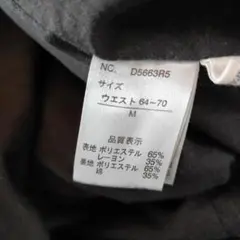 NC. D5663R5
サイズ
ウエスト 64~70
M
品質表示
表地 ポリエステル 65%
レーヨン 35%
裏地 ポリエステル 65%
綿 35%